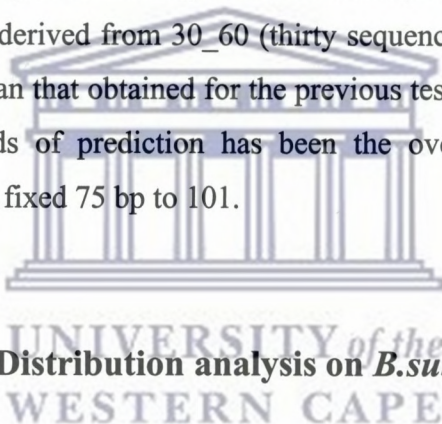 derived from 30_60 (thirty sequenc
an that obtained for the previous tes
ds of prediction has been the ove
fixed 75 bp to 101.
UNIVERSITY of the
Distribution analysis on B.su
WESTERN CAPE